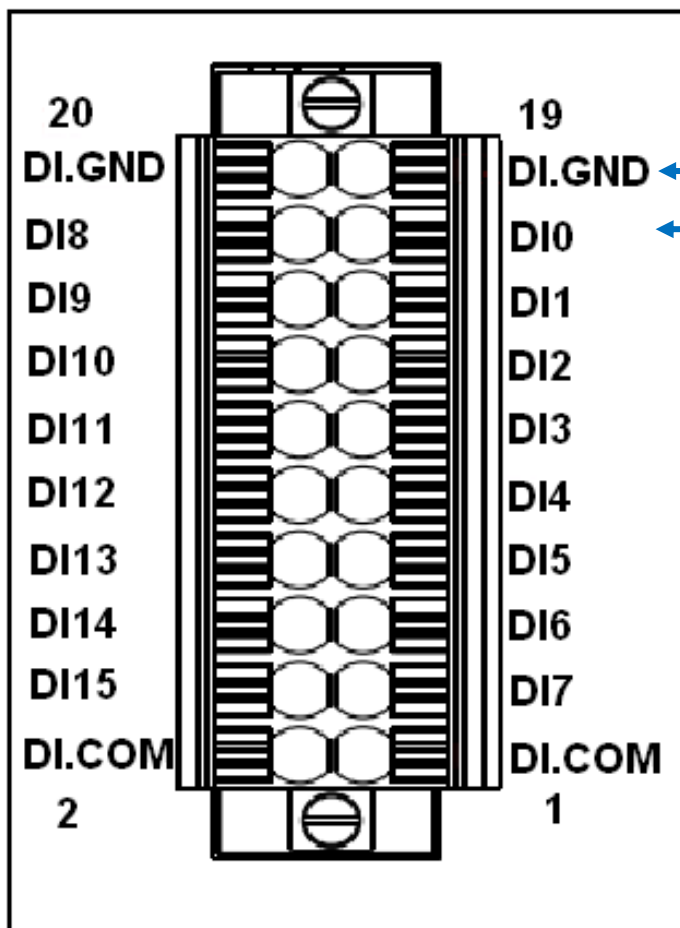 20 19
DI.GND DI.GND
DI8 DI0
DI9 DI1
DI10 DI2
DI11 DI3
DI12 DI4
DI13 DI5
DI14 DI6
DI15 DI7
DI.COM DI.COM
2 1